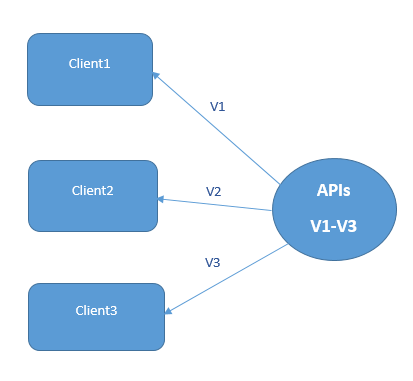 Client1
V1
Client2
V2
APIs
V1-V3
V3
Client3